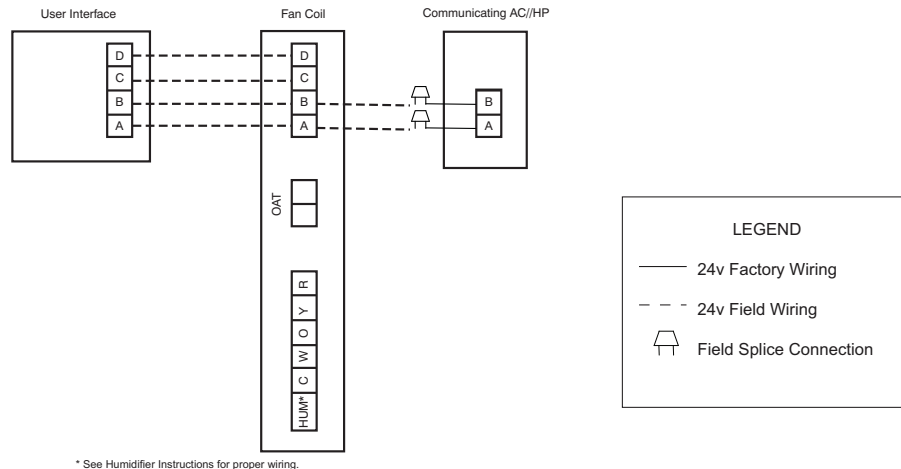 User Interface
Fan Coil
Communicating AC//HP
D
C
B
A
D
C
B
A
B
A
OAT
R
Y
O
W
C
HUM*
LEGEND
24v Factory Wiring
24v Field Wiring
Field Splice Connection
* See Humidifier Instructions for proper wiring.